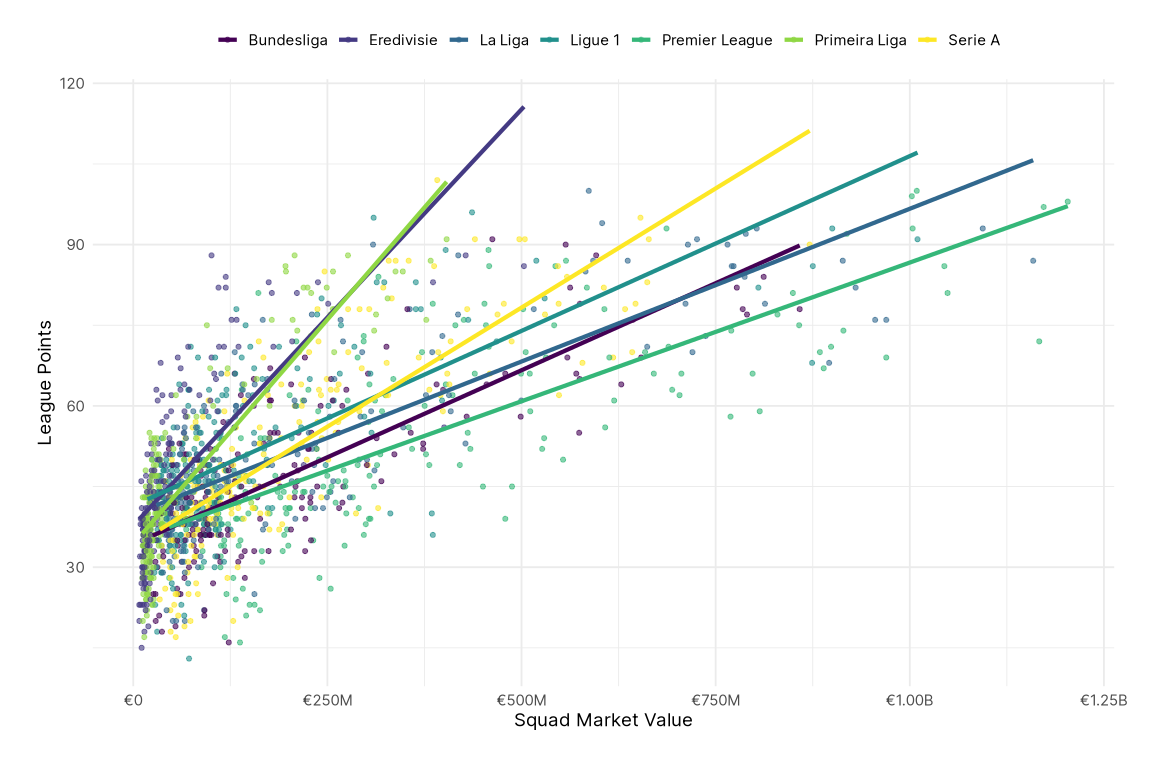 Bundesliga Eredivisie La Liga Ligue 1 Premier League Primeira Liga Serie A
120
90
60
30
League Points
€0 €250M €500M €750M €1.00B €1.25B
Squad Market Value